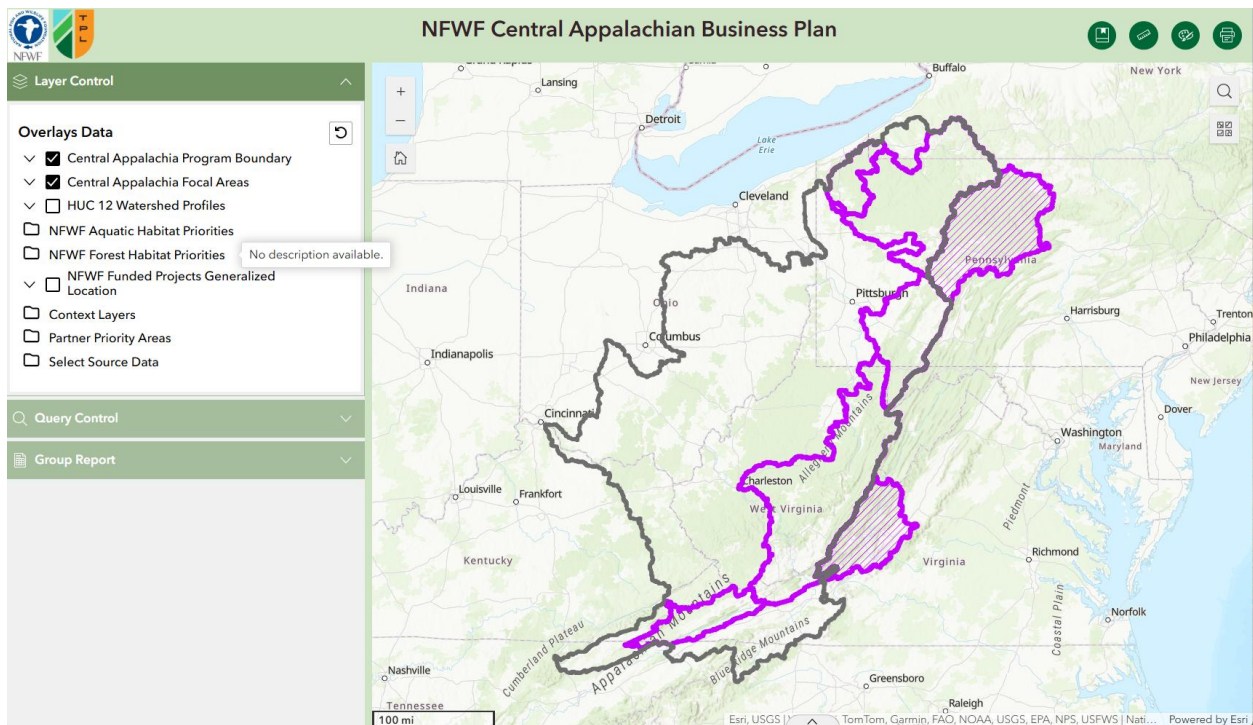 NFWF
TPL
NFWF Central Appalachian Business Plan
Layer Control
Overlays Data
Central Appalachia Program Boundary
Central Appalachia Focal Areas
HUC 12 Watershed Profiles
NFWF Aquatic Habitat Priorities
NFWF Forest Habitat Priorities
No description available.
NFWF Funded Projects Generalized
Location
Context Layers
Partner Priority Areas
Select Source Data
Query Control
Group Report
+
−
Lansing
Buffalo
New York
Detroit
Lake
Erie
Cleveland
Pennsylvania
Indiana
Ohio
Pittsburgh
Harrisburg
Trenton
Philadelphia
Columbus
Indianapolis
New Jersey
Cincinnati
Dover
Washington
Maryland
Allegheny Mountains
Charleston
Louisville
Frankfort
West Virginia
Piedmont
Kentucky
Virginia
Richmond
Coastal Plain
Norfolk
Appalachian Mountains
Cumberland Plateau
Blue Ridge Mountains
Nashville
Greensboro
Raleigh
Tennessee
100 mi
Esri, USGS |
TomTom, Garmin, FAO, NOAA, USGS, EPA, NPS, USFWS | Nati...
Powered by Esri